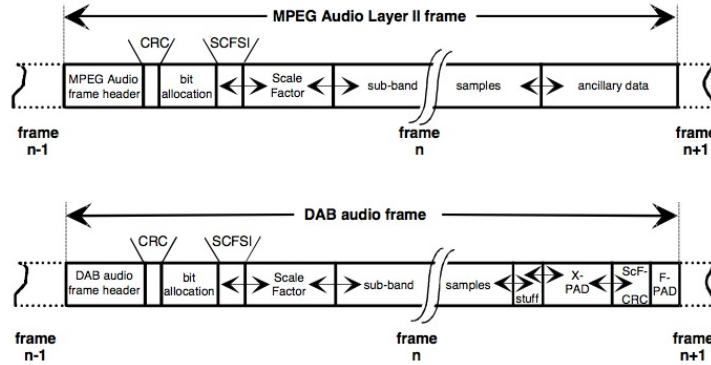 MPEG Audio Layer II frame
CRC SCFSI
MPEG Audio frame header bit allocation Scale Factor sub-band samples ancillary data
frame n-1 frame n frame n+1
DAB audio frame
CRC SCFSI
DAB audio frame header bit allocation Scale Factor sub-band samples stuff X-PAD ScF-CRC F-PAD
frame n-1 frame n frame n+1